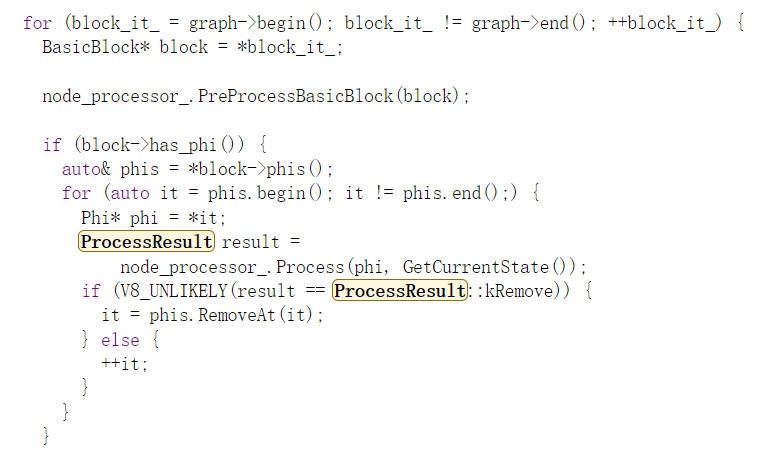 for (block_it_ = graph->begin(); block_it_ != graph->end(); ++block_it_) {
  BasicBlock* block = *block_it_;

  node_processor_.PreProcessBasicBlock(block);

  if (block->has_phi()) {
    auto& phis = *block->phis();
    for (auto it = phis.begin(); it != phis.end();) {
      Phi* phi = *it;
      ProcessResult result =
          node_processor_.Process(phi, GetCurrentState());
      if (V8_UNLIKELY(result == ProcessResult::kRemove)) {
        it = phis.RemoveAt(it);
      } else {
        ++it;
      }
    }
  }